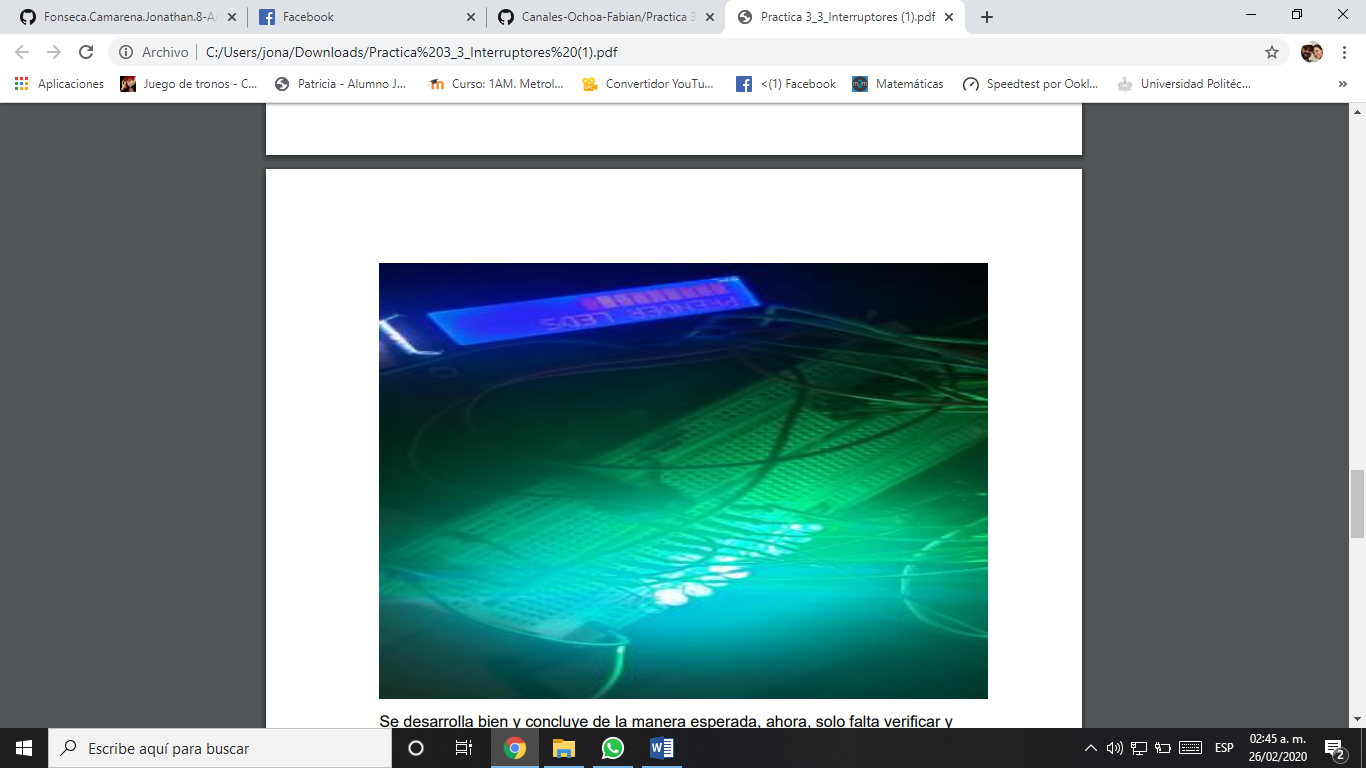 Fonseca.Camarena.Jonathan.8-A/
Facebook
Canales-Ochoa-Fabian/Practica 3
Practica 3_3_Interruptores (1).pdf
Archivo
C:/Users/jona/Downloads/Practica%203_3_Interruptores%20(1).pdf
Aplicaciones
Juego de tronos - C...
Patricia - Alumno J...
Curso: 1AM. Metrol...
Convertidor YouTu...
<(1) Facebook
Matemáticas
Speedtest por Ookl...
Universidad Politéc...
»
PRENDER LEDS
Se desarrolla bien y concluye de la manera esperada, ahora, solo falta verificar y
Escribe aquí para buscar
ESP
02:45 a. m.
26/02/2020
2